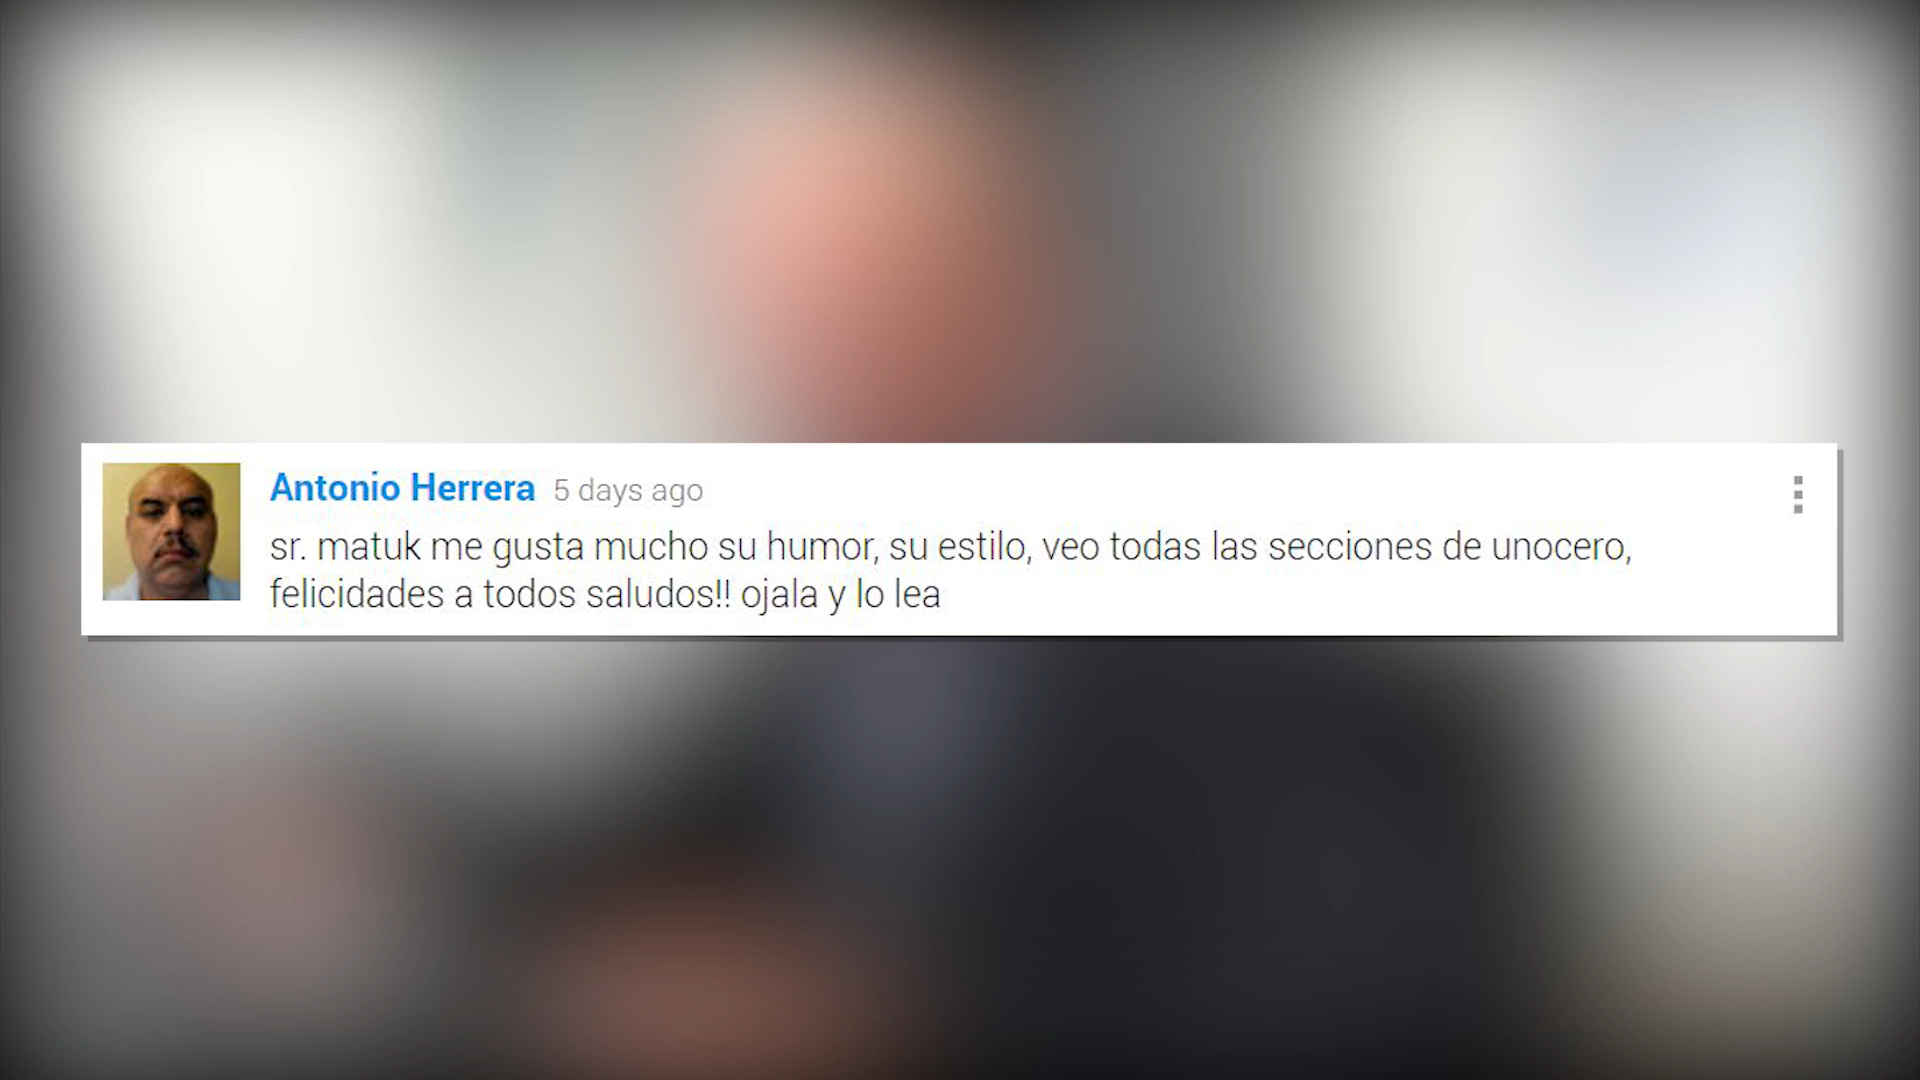 Antonio Herrera 5 days ago
sr. matuk me gusta mucho su humor, su estilo, veo todas las secciones de unocero,
felicidades a todos saludos!! ojala y lo lea